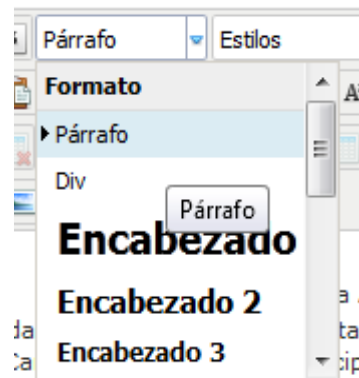 Párrafo Estilos
Formato
Párrafo
Div
Párrafo
Encabezado
Encabezado 2
Encabezado 3